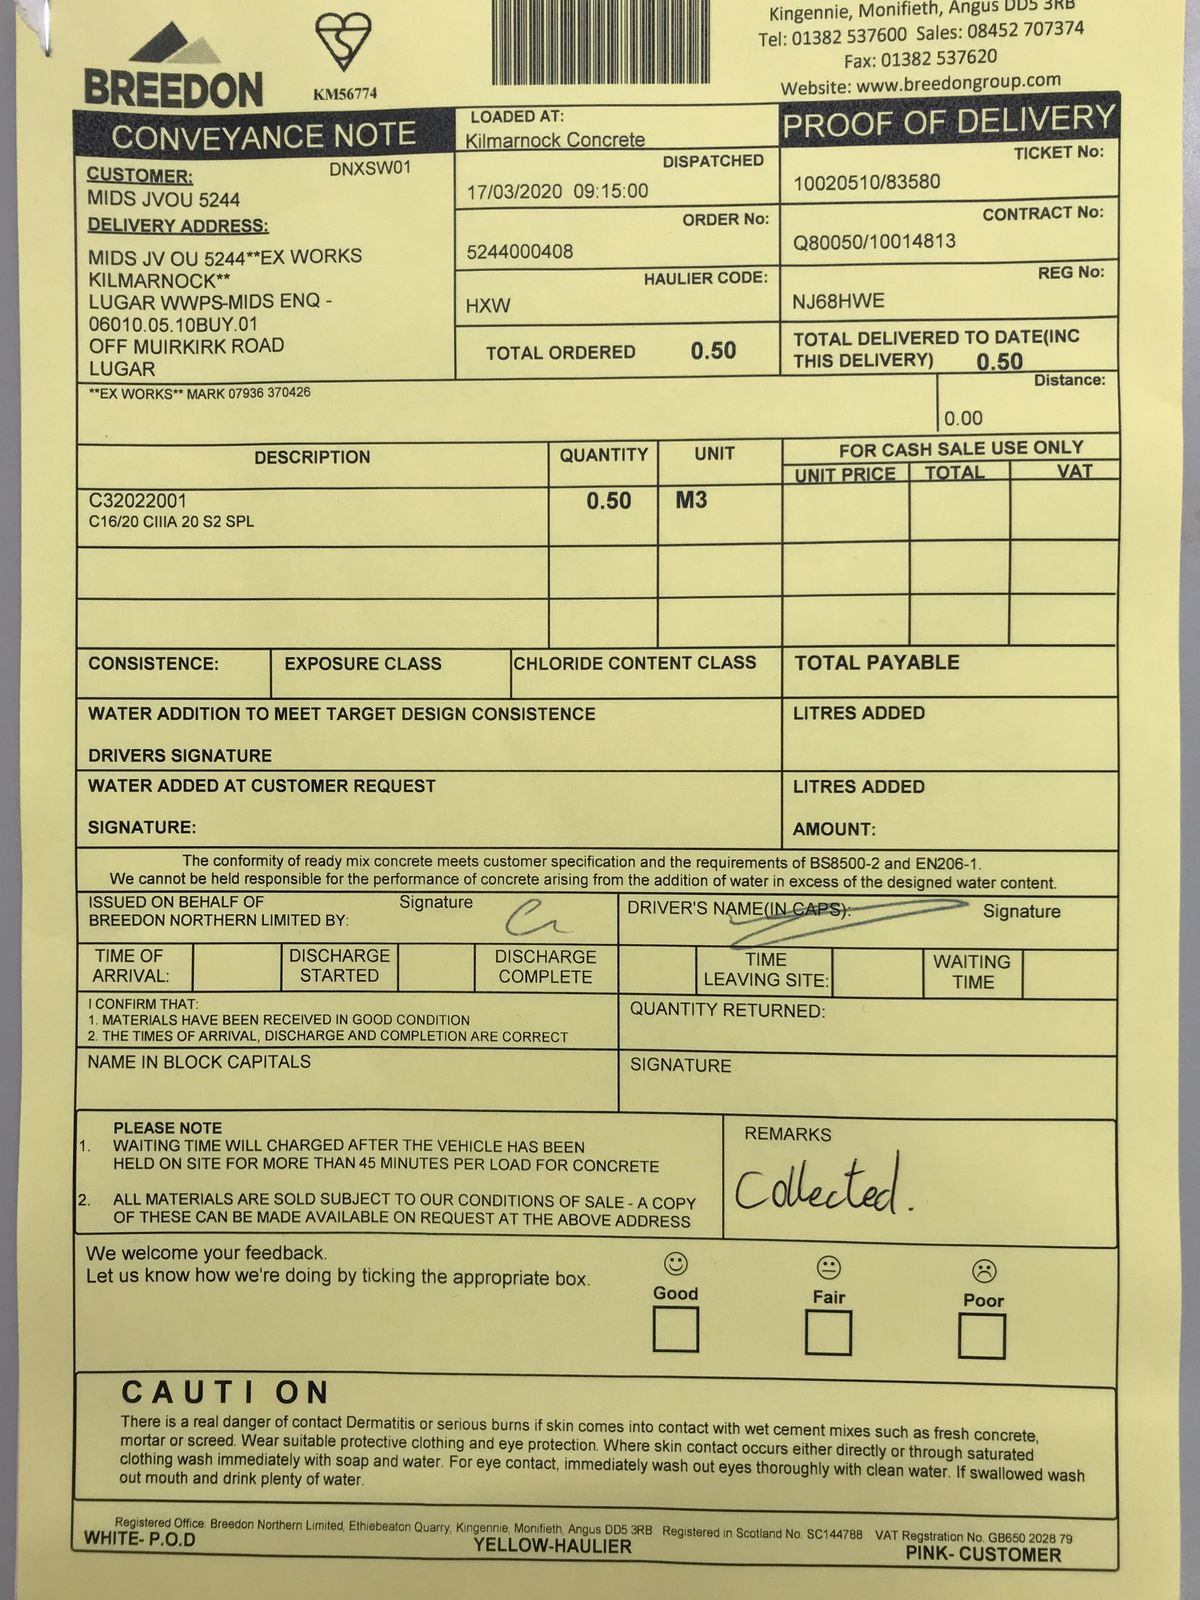 Kingennie, Monifieth, Angus DD5 3RB
Tel: 01382 537600 Sales: 08452 707374
Fax: 01382 537620
Website: www.breedongroup.com
BREEDON
KM56774
CONVEYANCE NOTE
LOADED AT:
Kilmarnock Concrete
PROOF OF DELIVERY
CUSTOMER: DNXSW01
MIDS JVOU 5244
DELIVERY ADDRESS:
MIDS JV OU 5244**EX WORKS
KILMARNOCK**
LUGAR WWPS-MIDS ENQ -
06010.05.10BUY.01
OFF MUIRKIRK ROAD
LUGAR
DISPATCHED
17/03/2020 09:15:00
ORDER No:
5244000408
HAULIER CODE:
HXW
TOTAL ORDERED 0.50
TICKET No:
10020510/83580
CONTRACT No:
Q80050/10014813
REG No:
NJ68HWE
TOTAL DELIVERED TO DATE(INC
THIS DELIVERY) 0.50
**EX WORKS** MARK 07936 370426
Distance:
0.00
DESCRIPTION QUANTITY UNIT FOR CASH SALE USE ONLY
UNIT PRICE TOTAL VAT
C32022001 0.50 M3
C16/20 CIIIA 20 S2 SPL
CONSISTENCE: EXPOSURE CLASS CHLORIDE CONTENT CLASS TOTAL PAYABLE
WATER ADDITION TO MEET TARGET DESIGN CONSISTENCE LITRES ADDED
DRIVERS SIGNATURE
WATER ADDED AT CUSTOMER REQUEST LITRES ADDED
SIGNATURE: AMOUNT:
The conformity of ready mix concrete meets customer specification and the requirements of BS8500-2 and EN206-1.
We cannot be held responsible for the performance of concrete arising from the addition of water in excess of the designed water content.
ISSUED ON BEHALF OF Signature
BREEDON NORTHERN LIMITED BY:
DRIVER'S NAME(IN CAPS): Signature
TIME OF
ARRIVAL:
DISCHARGE
STARTED
DISCHARGE
COMPLETE
TIME
LEAVING SITE:
WAITING
TIME
I CONFIRM THAT:
1. MATERIALS HAVE BEEN RECEIVED IN GOOD CONDITION
2. THE TIMES OF ARRIVAL, DISCHARGE AND COMPLETION ARE CORRECT
QUANTITY RETURNED:
NAME IN BLOCK CAPITALS
SIGNATURE
PLEASE NOTE
1. WAITING TIME WILL CHARGED AFTER THE VEHICLE HAS BEEN
HELD ON SITE FOR MORE THAN 45 MINUTES PER LOAD FOR CONCRETE
2. ALL MATERIALS ARE SOLD SUBJECT TO OUR CONDITIONS OF SALE - A COPY
OF THESE CAN BE MADE AVAILABLE ON REQUEST AT THE ABOVE ADDRESS
REMARKS
Collected.
We welcome your feedback.
Let us know how we're doing by ticking the appropriate box.
Good Fair Poor
CAUTION
There is a real danger of contact Dermatitis or serious burns if skin comes into contact with wet cement mixes such as fresh concrete,
mortar or screed. Wear suitable protective clothing and eye protection. Where skin contact occurs either directly or through saturated
clothing wash immediately with soap and water. For eye contact, immediately wash out eyes thoroughly with clean water. If swallowed wash
out mouth and drink plenty of water.
Registered Office: Breedon Northern Limited, Ethiebeaton Quarry, Kingennie, Monifieth, Angus DD5 3RB Registered in Scotland No. SC144788 VAT Regstration No. GB650 2028 79
WHITE- P.O.D YELLOW-HAULIER PINK- CUSTOMER